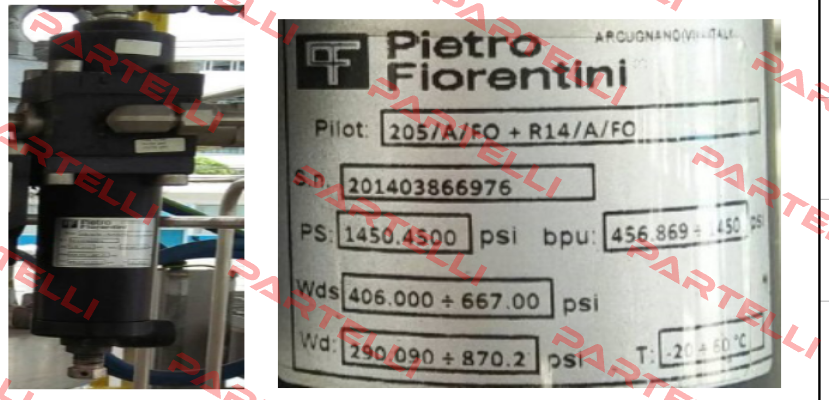 Pietro
Fiorentini
ARCUGNANO(VI)-ITALY
Pilot: 205/A/FO + R14/A/FO
S.n. 201403866976
PS: 1450.4500 psi bpu: 456.869 ÷ 1450 psi
Wds 406.000 ÷ 667.00 psi
Wd: 290.090 ÷ 870.2 psi T: -20 ÷ 60 °C
Pietro
Fiorentini
PARTELLI
PARTELLI
PARTELLI
PARTELLI
PARTELLI
PARTELLI